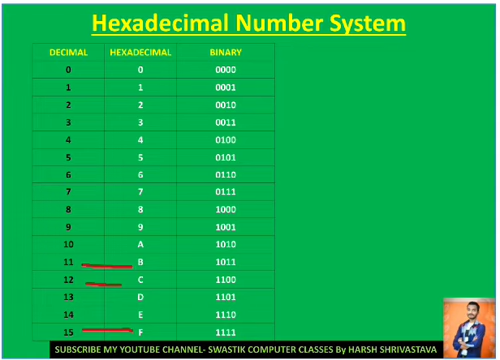 Hexadecimal Number System
DECIMAL HEXADECIMAL BINARY
0 0 0000
1 1 0001
2 2 0010
3 3 0011
4 4 0100
5 5 0101
6 6 0110
7 7 0111
8 8 1000
9 9 1001
10 A 1010
11 B 1011
12 C 1100
13 D 1101
14 E 1110
15 F 1111
SUBSCRIBE MY YOUTUBE CHANNEL- SWASTIK COMPUTER CLASSES By HARSH SHRIVASTAVA